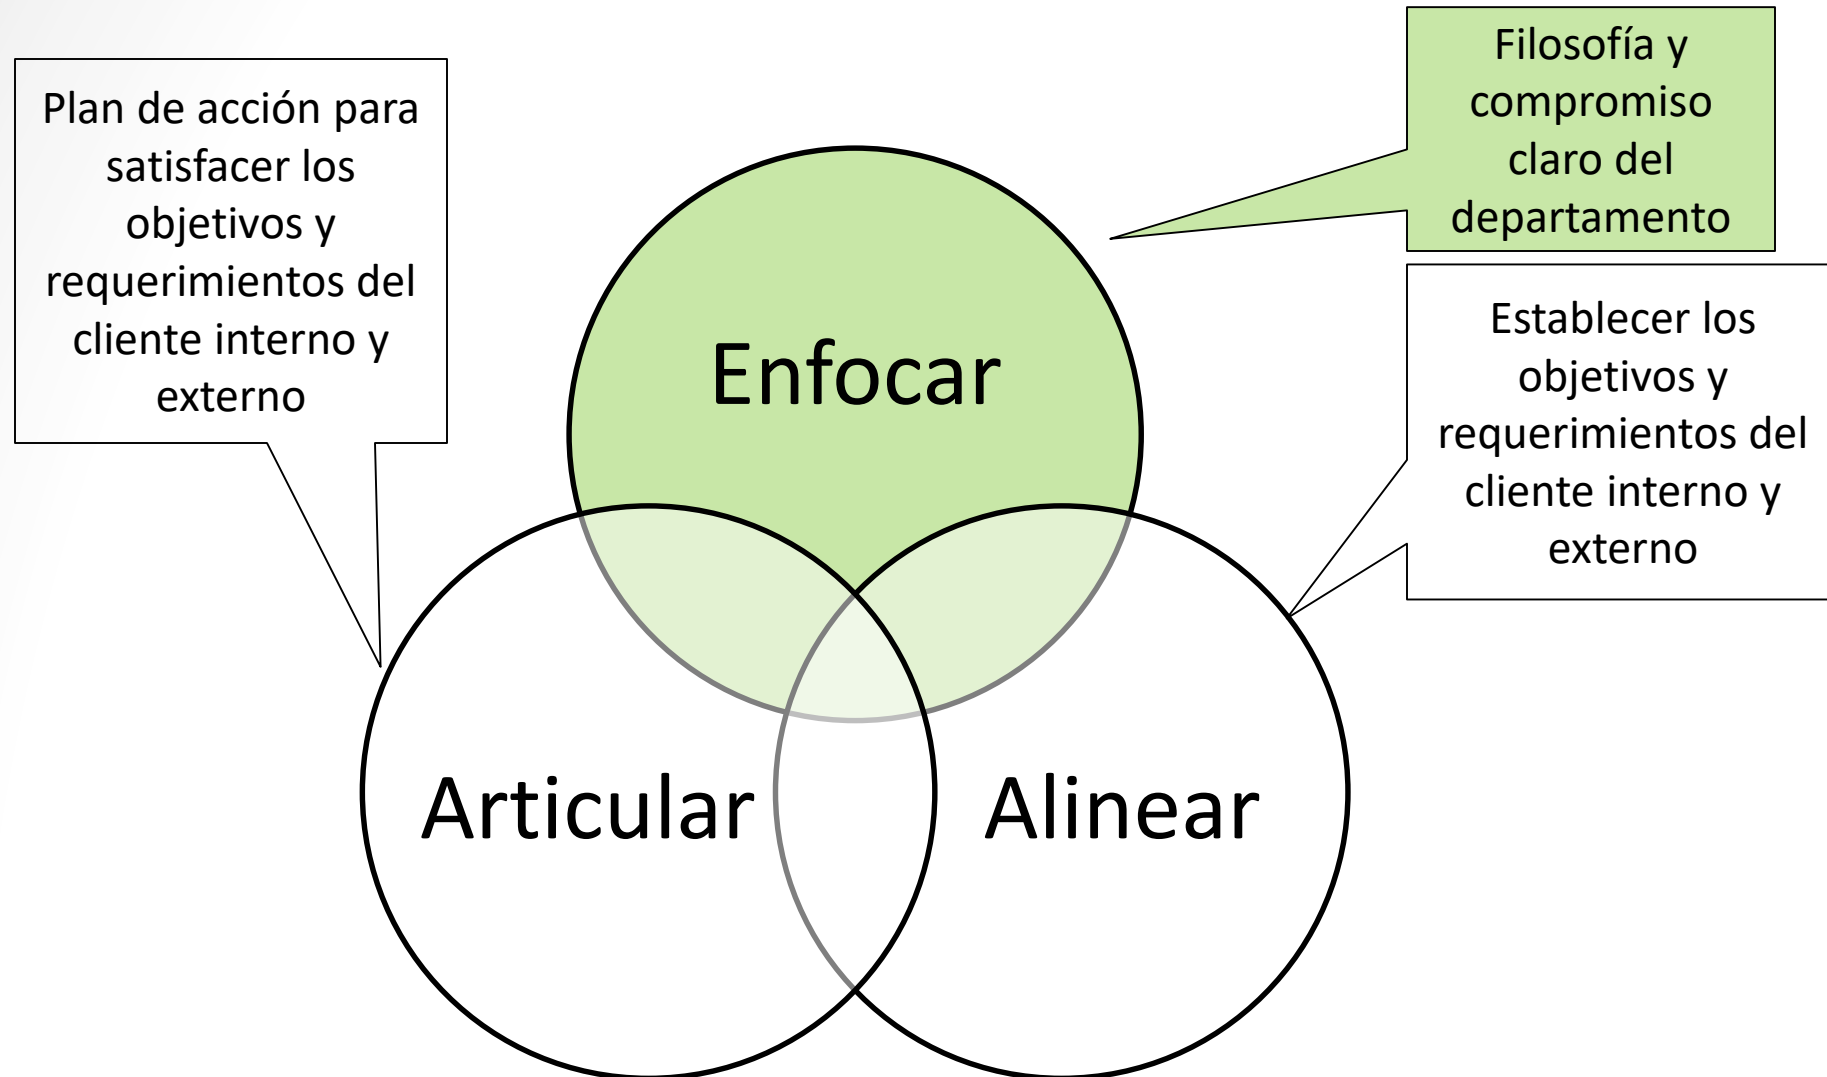 Plan de acción para
satisfacer los
objetivos y
requerimientos del
cliente interno y
externo
Filosofía y
compromiso
claro del
departamento
Establecer los
objetivos y
requerimientos del
cliente interno y
externo
Enfocar
Articular
Alinear